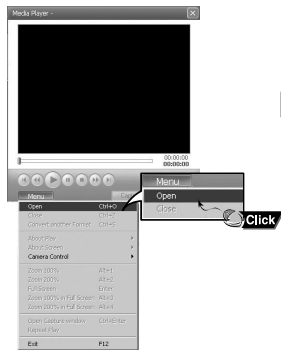 Media Player -
00:00:00
00:00:00
Menu
Open Ctrl+O
Close Ctrl+C
Convert another Format Ctrl+S
About Play
About Screen
Camera Control
Zoom 100% Alt+1
Zoom 200% Alt+2
Full Screen Enter
Zoom 100% in Full Screen Alt+3
Zoom 200% in Full Screen Alt+4
Open Capture window Ctrl+Enter
Repeat Play
Exit F12
Menu
Open
Close
Click